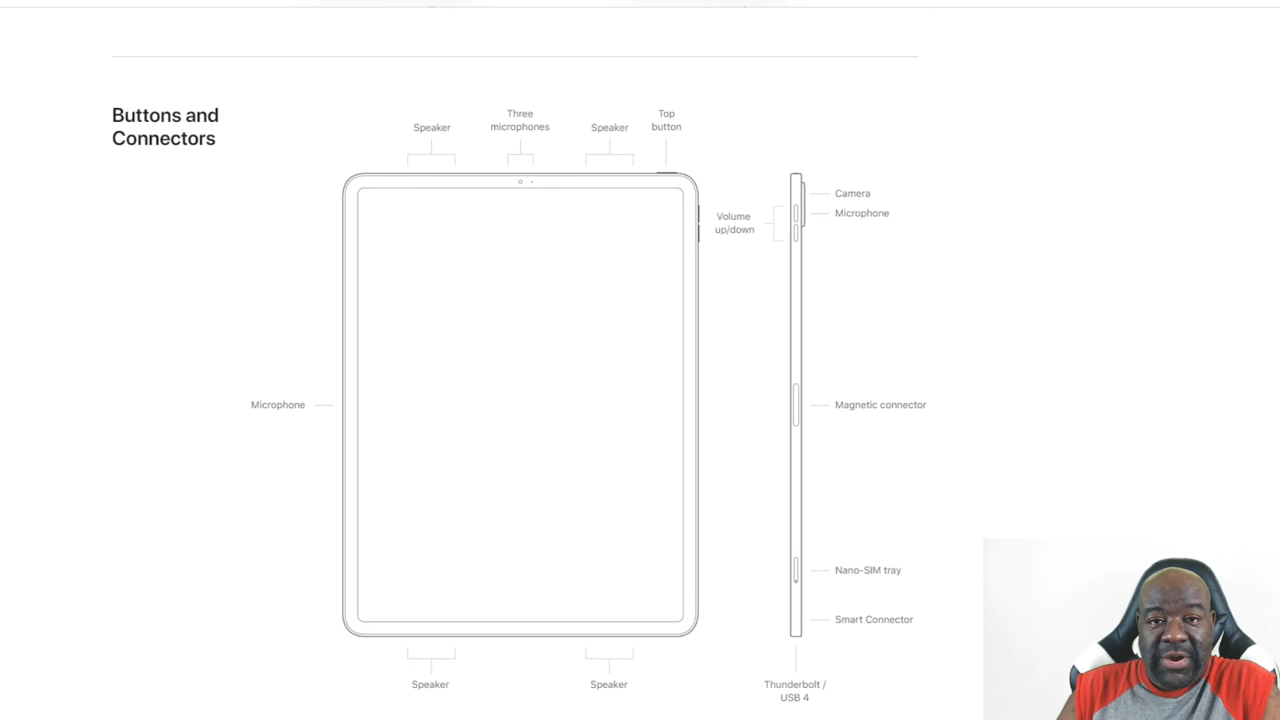 Buttons and
Connectors
Speaker
Three
microphones
Speaker
Top
button
Volume
up/down
Camera
Microphone
Microphone
Magnetic connector
Nano-SIM tray
Smart Connector
Speaker
Speaker
Thunderbolt /
USB 4